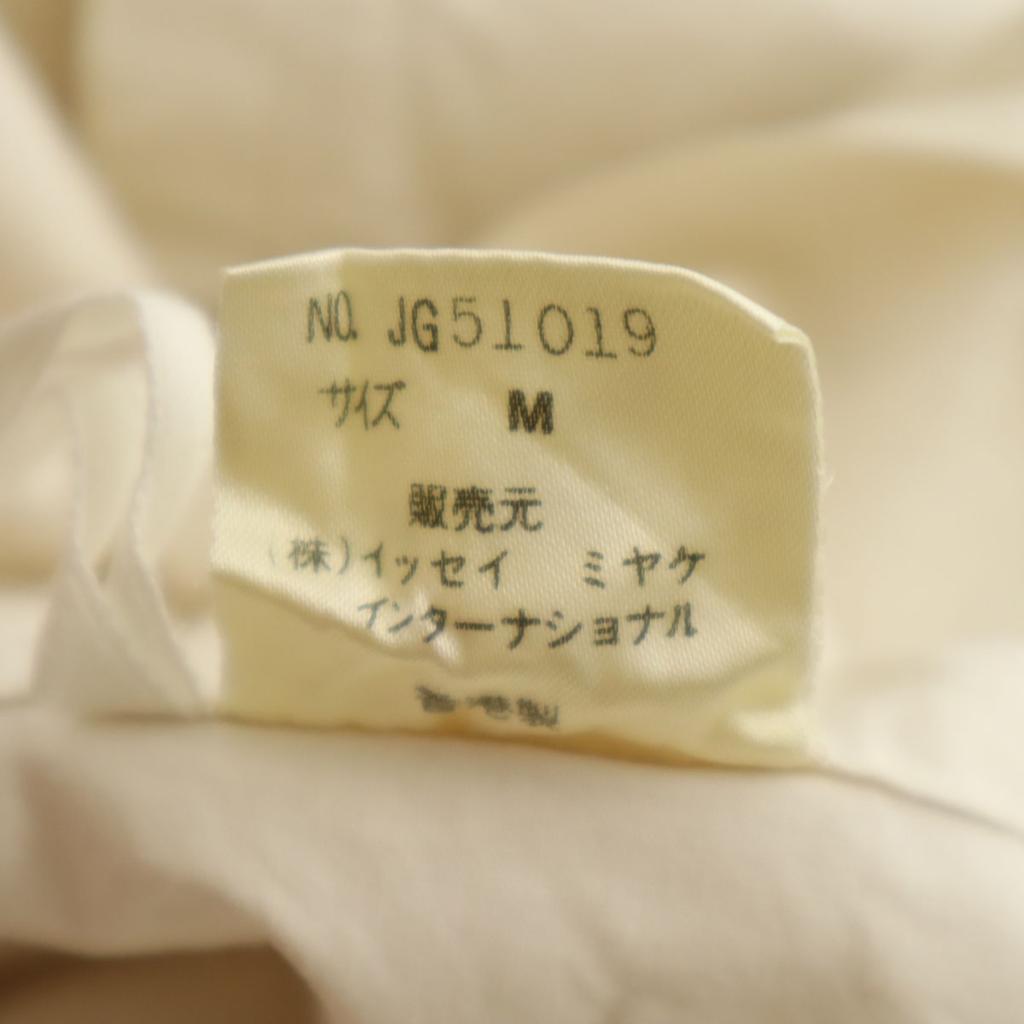 NO. JG51019
サイズ M
販売元
(株)イッセイ ミヤケ
インターナショナル